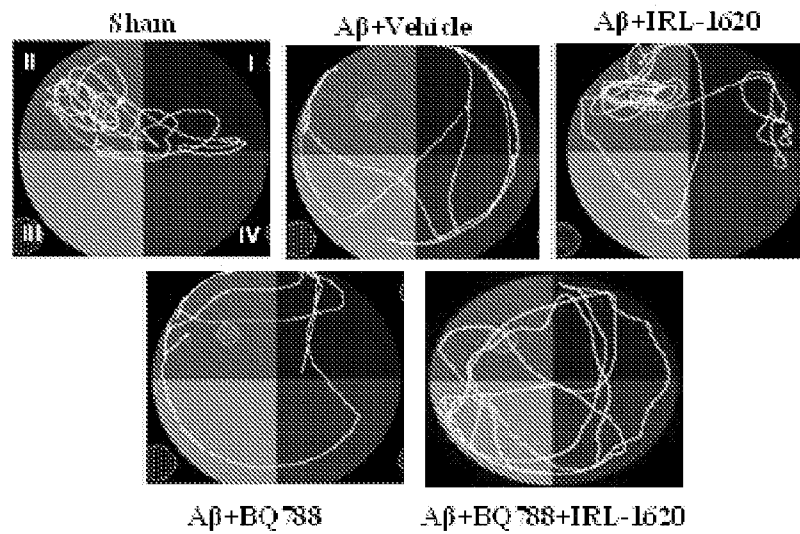 Sham
Aβ+Vehicle
Aβ+IRL-1620
II
I
III
IV
Aβ+BQ788
Aβ+BQ788+IRL-1620